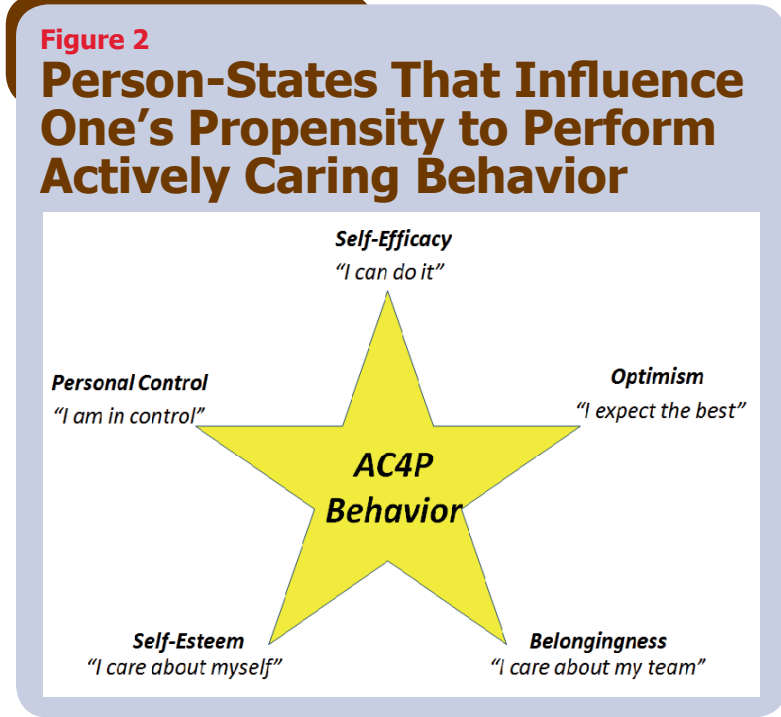 Figure 2
Person-States That Influence
One’s Propensity to Perform
Actively Caring Behavior
Self-Efficacy
“I can do it”
Personal Control
“I am in control”
Optimism
“I expect the best”
AC4P
Behavior
Self-Esteem
“I care about myself”
Belongingness
“I care about my team”